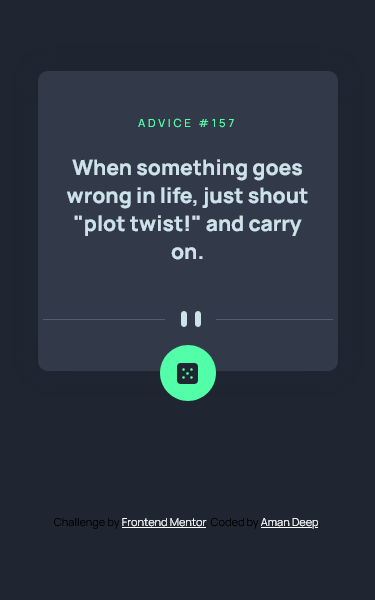 ADVICE #157
When something goes
wrong in life, just shout
"plot twist!" and carry
on.
Challenge by Frontend Mentor. Coded by Aman Deep